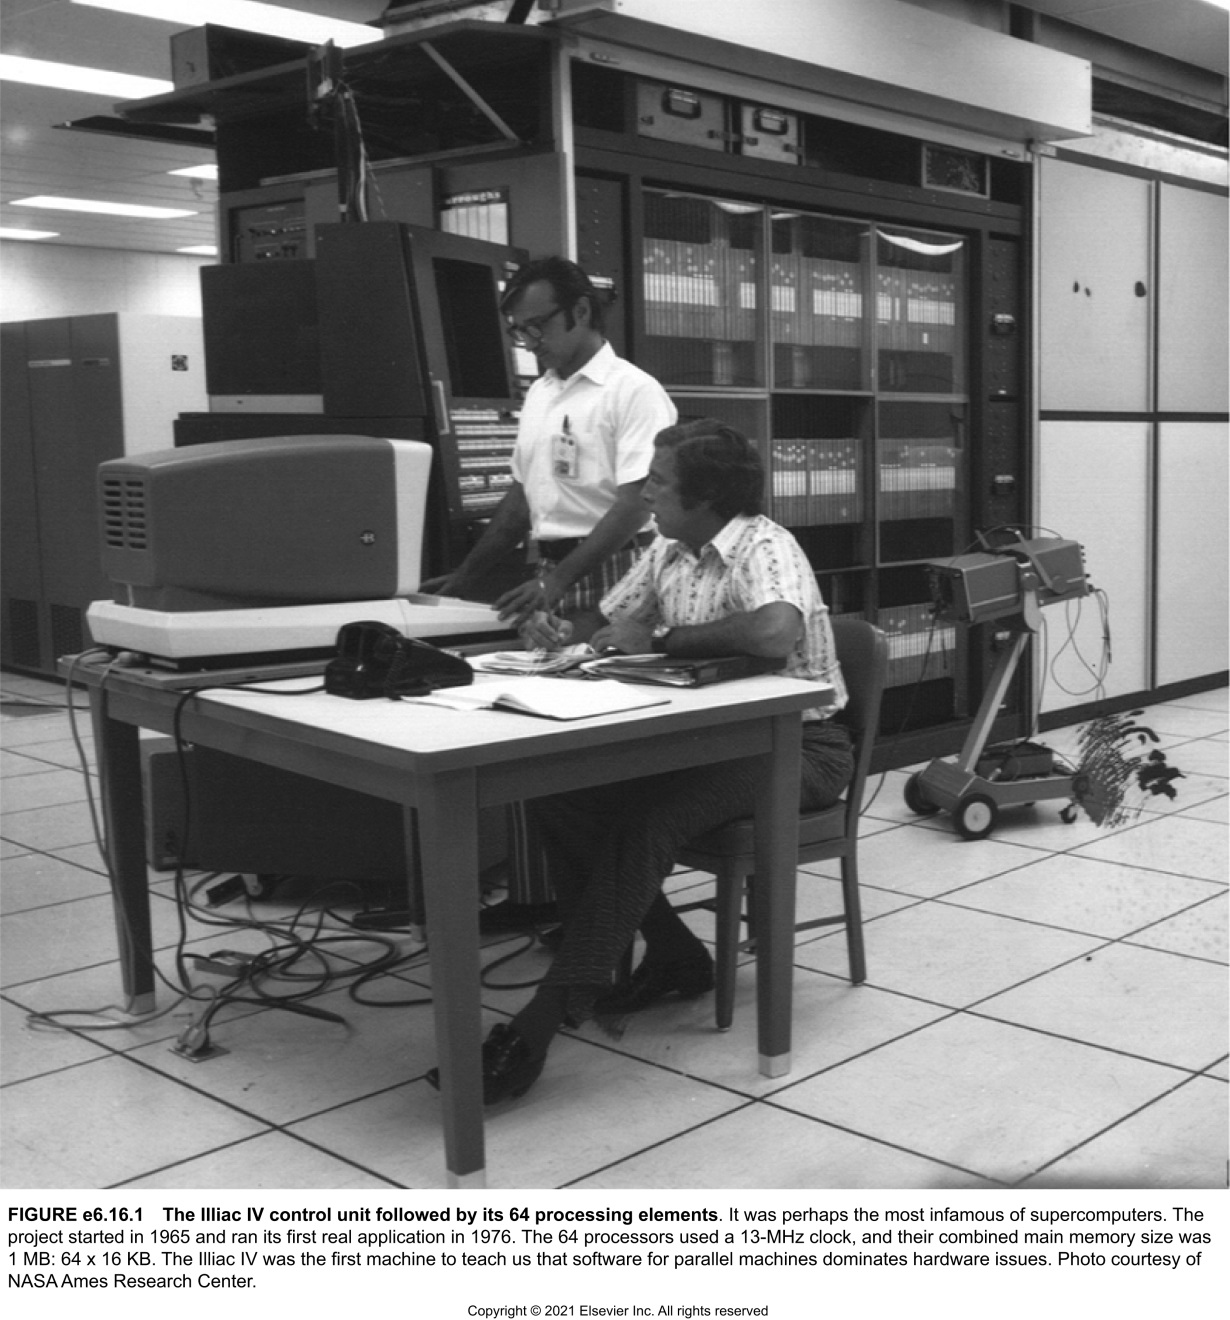 rroughs
B
FIGURE e6.16.1 The Illiac IV control unit followed by its 64 processing elements. It was perhaps the most infamous of supercomputers. The
project started in 1965 and ran its first real application in 1976. The 64 processors used a 13-MHz clock, and their combined main memory size was
1 MB: 64 x 16 KB. The Illiac IV was the first machine to teach us that software for parallel machines dominates hardware issues. Photo courtesy of
NASA Ames Research Center.
Copyright © 2021 Elsevier Inc. All rights reserved